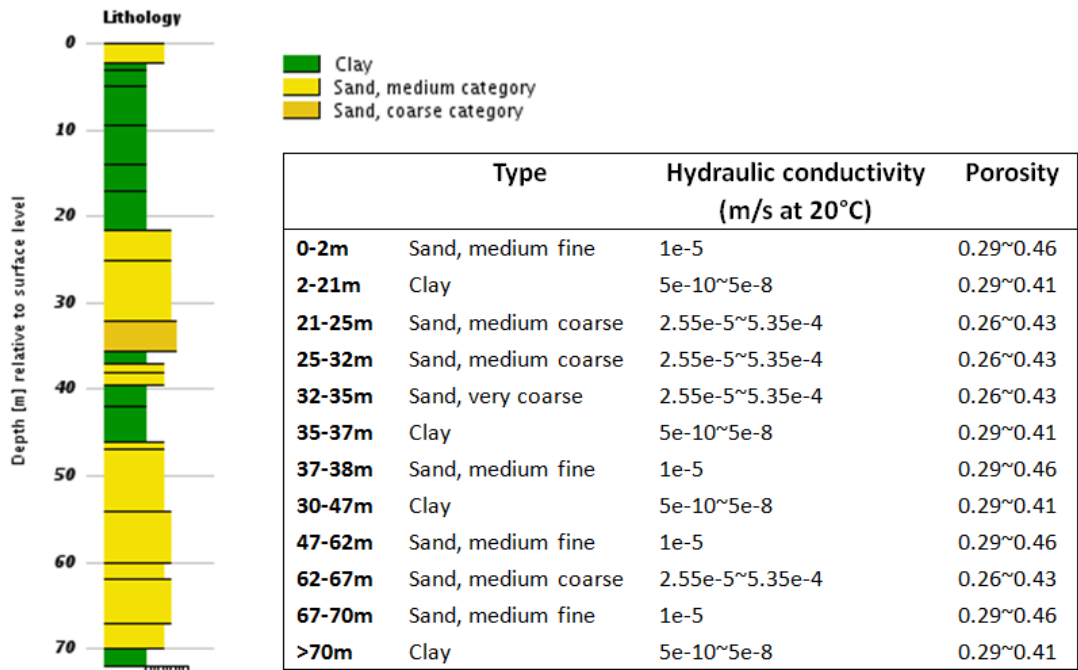 Lithology
0
10
20
30
40
50
60
70
Depth [m] relative to surface level
Clay
Sand, medium category
Sand, coarse category
Type Hydraulic conductivity Porosity
(m/s at 20°C)
0-2m Sand, medium fine 1e-5 0.29~0.46
2-21m Clay 5e-10~5e-8 0.29~0.41
21-25m Sand, medium coarse 2.55e-5~5.35e-4 0.26~0.43
25-32m Sand, medium coarse 2.55e-5~5.35e-4 0.26~0.43
32-35m Sand, very coarse 2.55e-5~5.35e-4 0.26~0.43
35-37m Clay 5e-10~5e-8 0.29~0.41
37-38m Sand, medium fine 1e-5 0.29~0.46
30-47m Clay 5e-10~5e-8 0.29~0.41
47-62m Sand, medium fine 1e-5 0.29~0.46
62-67m Sand, medium coarse 2.55e-5~5.35e-4 0.26~0.43
67-70m Sand, medium fine 1e-5 0.29~0.46
>70m Clay 5e-10~5e-8 0.29~0.41